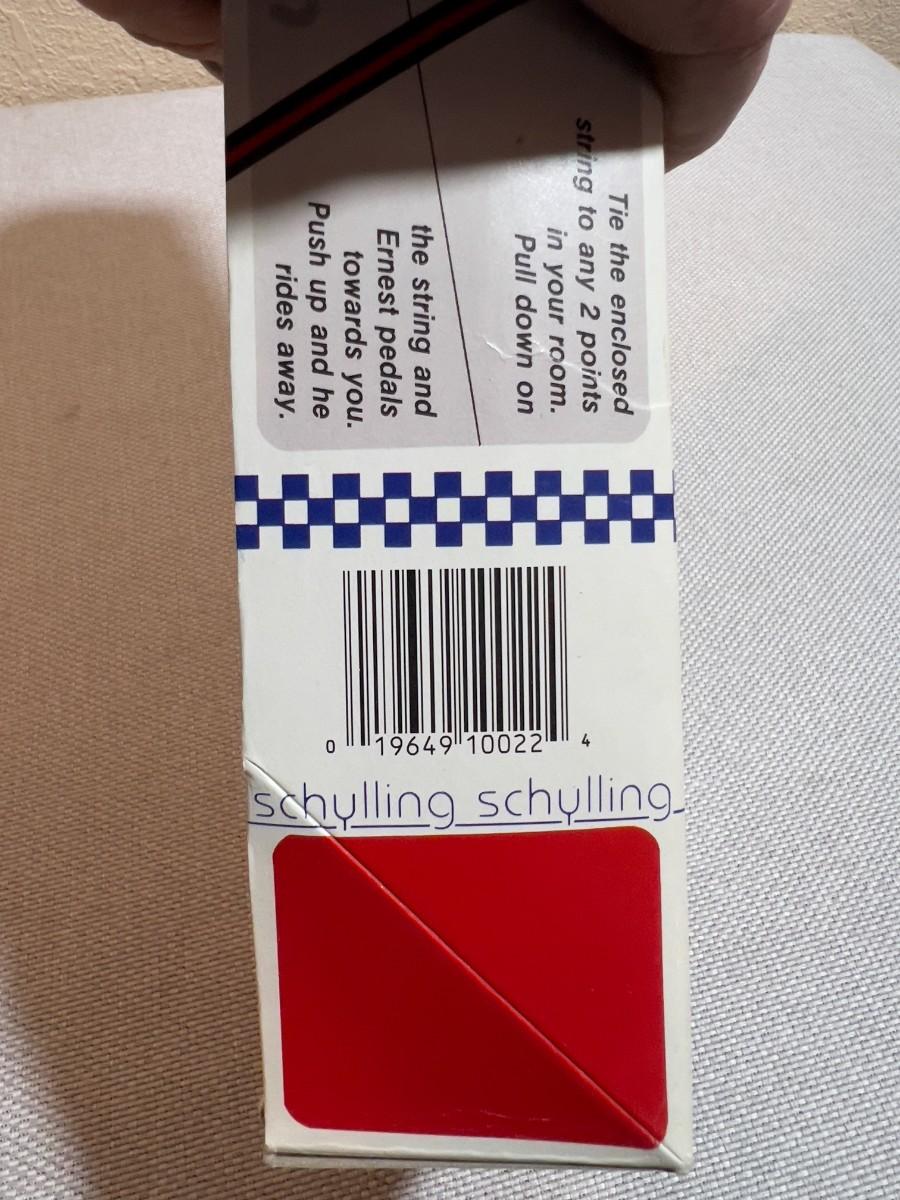 Tie the enclosed
string to any 2 points
in your room.
Pull down on
the string and
Ernest pedals
towards you.
Push up and he
rides away.
0 19649 10022 4
schylling schylling